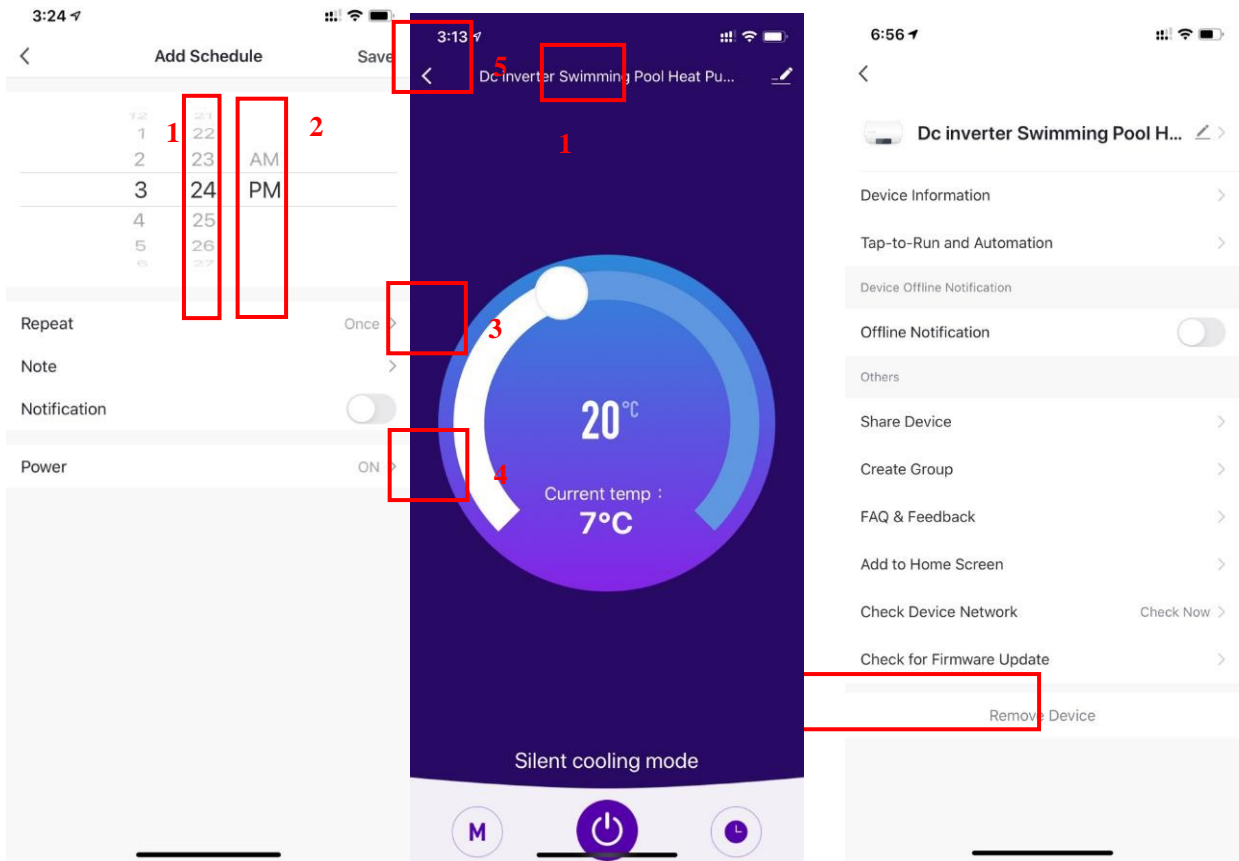 3:24
Add Schedule
Save
12 21
1 22
2 23 AM
3 24 PM
4 25
5 26
6 27
1
2
Repeat
Once
Note
Notification
Power
ON
3:13
5
Dc inverter Swimming Pool Heat Pu...
1
3
20°C
4
Current temp :
7°C
Silent cooling mode
M
6:56
Dc inverter Swimming Pool H...
Device Information
Tap-to-Run and Automation
Device Offline Notification
Offline Notification
Others
Share Device
Create Group
FAQ & Feedback
Add to Home Screen
Check Device Network
Check Now
Check for Firmware Update
Remove Device